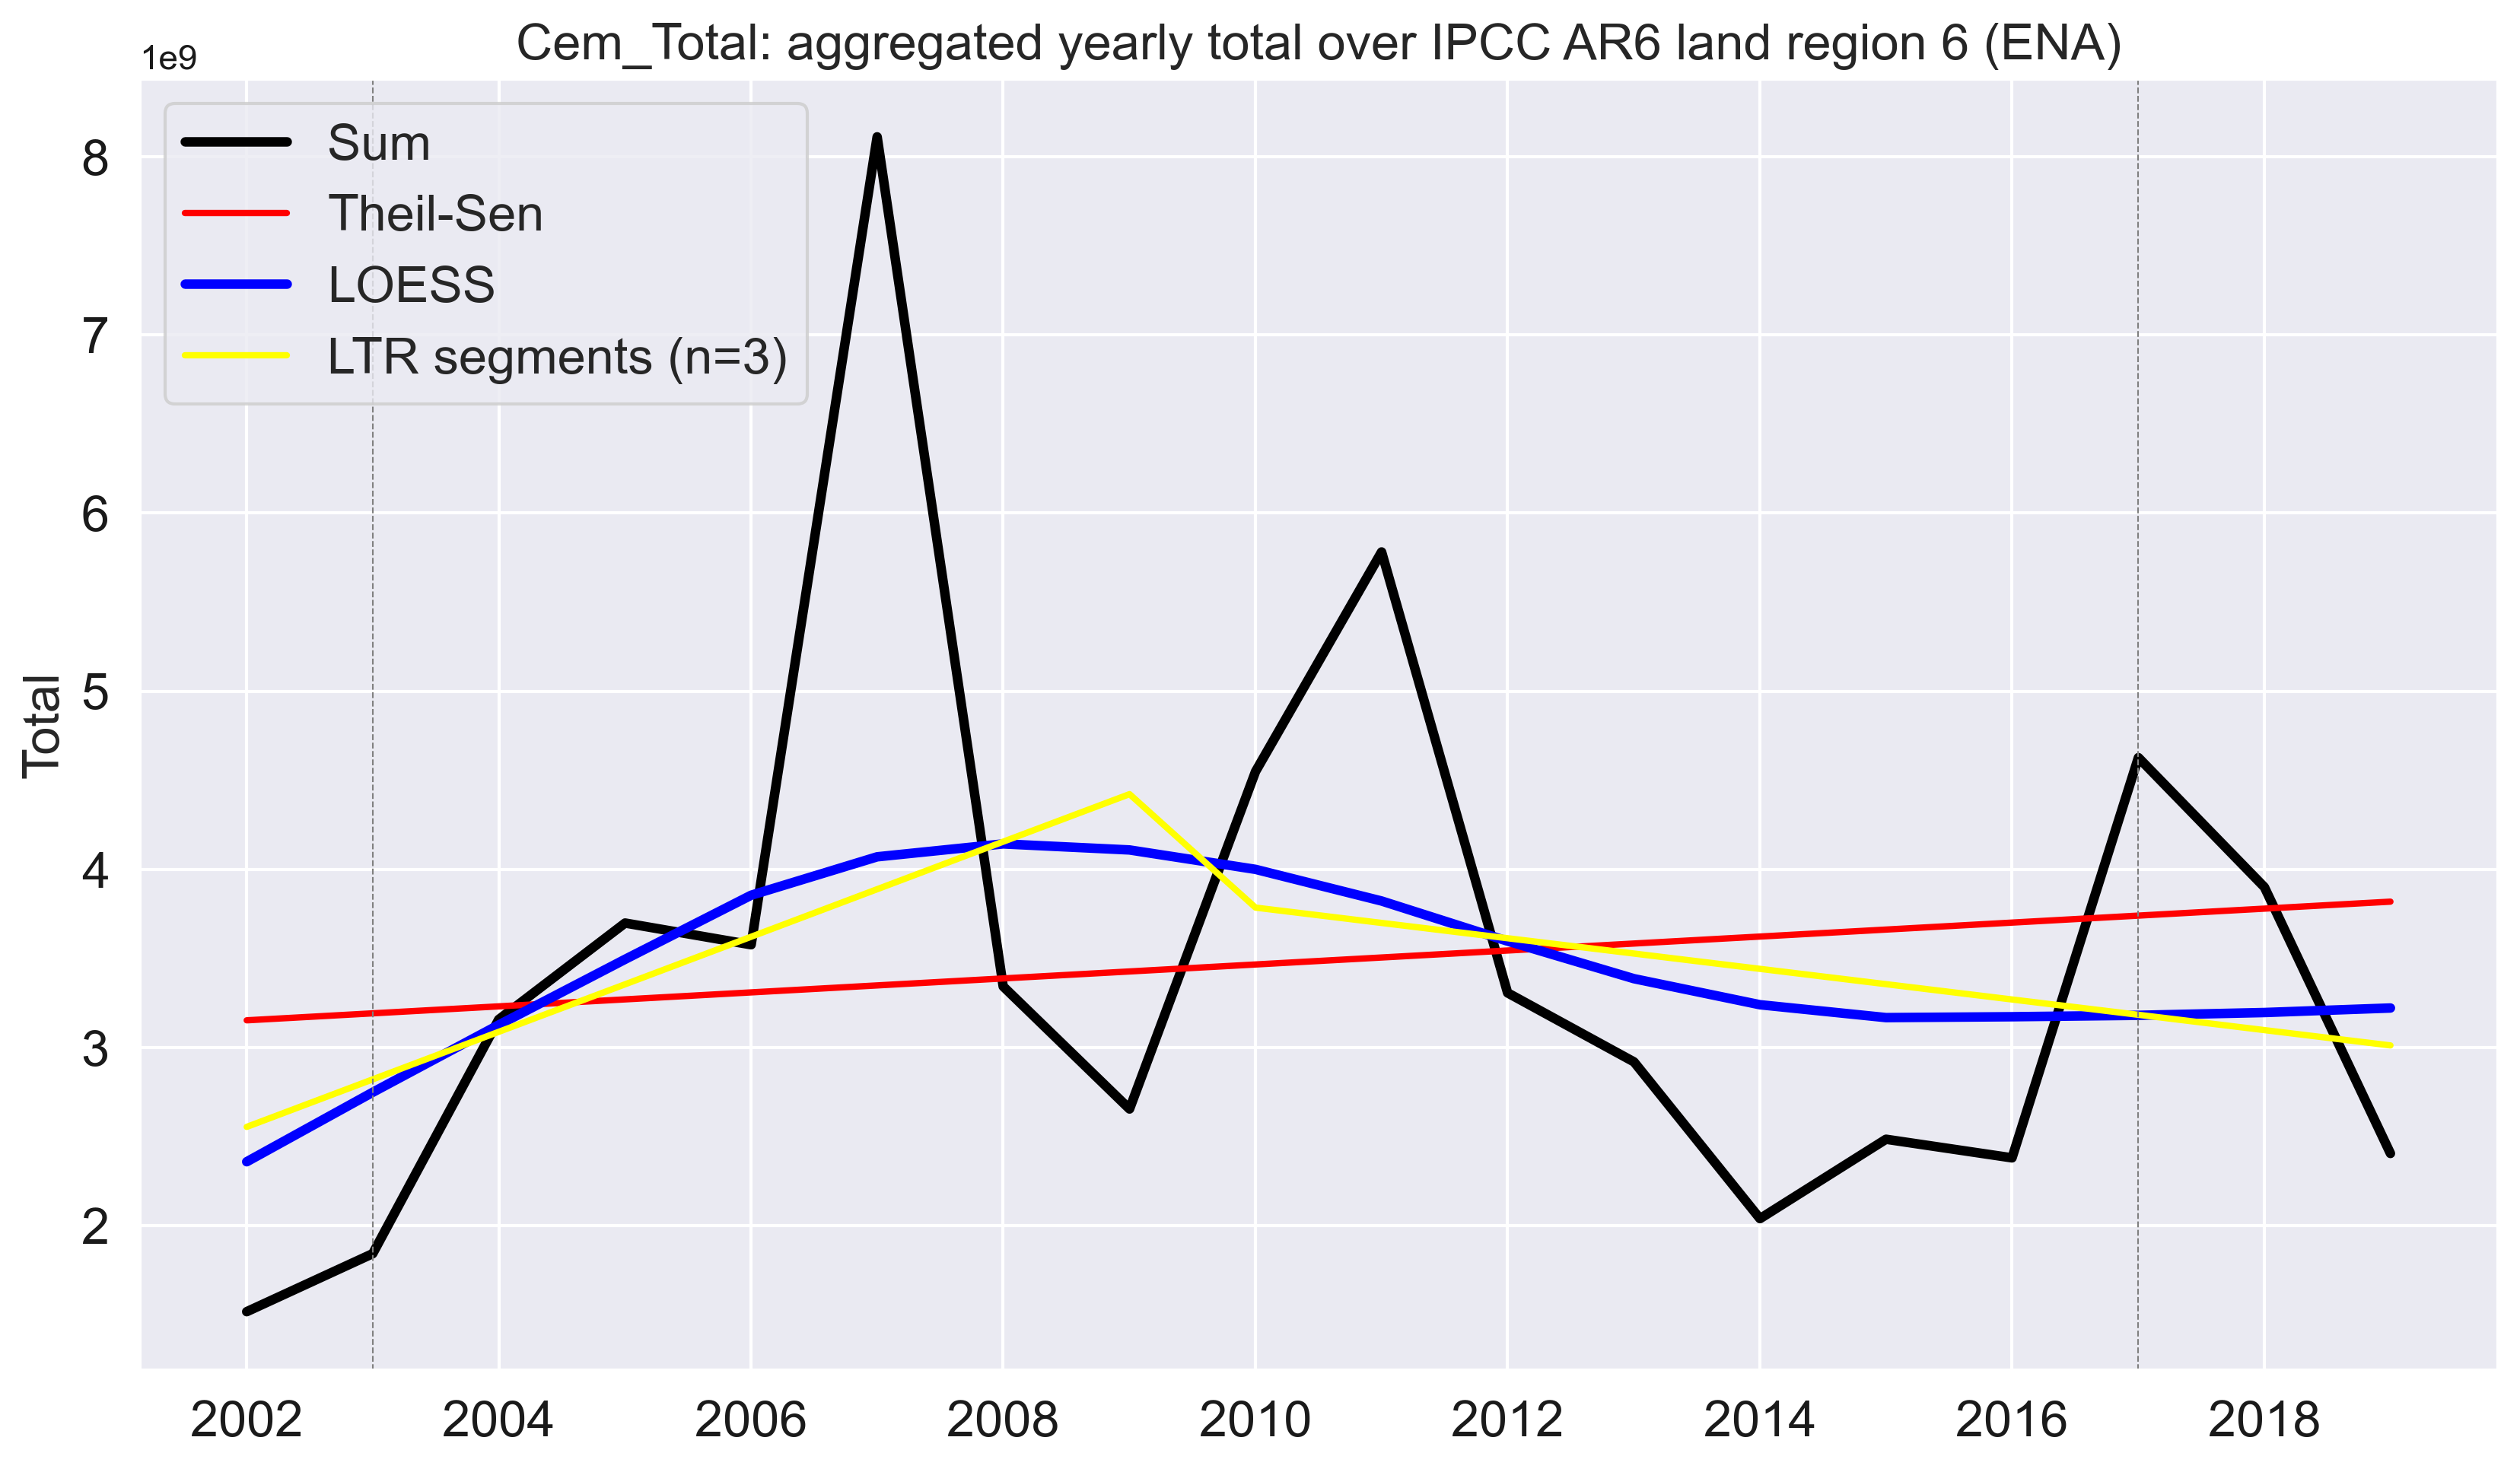 Cem_Total: aggregated yearly total over IPCC AR6 land region 6 (ENA)
1e9
Sum
Theil-Sen
LOESS
LTR segments (n=3)
8
7
6
5
4
3
2
Total
2002 2004 2006 2008 2010 2012 2014 2016 2018